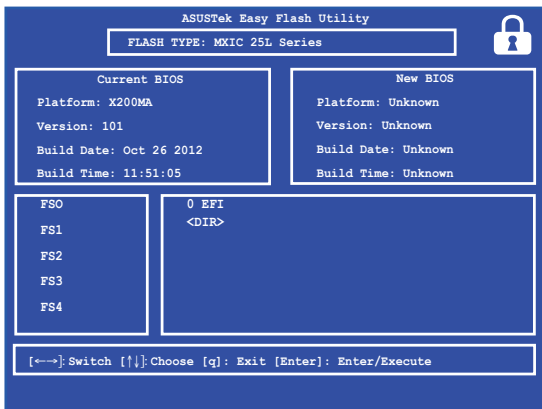 ASUSTek Easy Flash Utility
FLASH TYPE: MXIC 25L Series
Current BIOS
Platform: X200MA
Version: 101
Build Date: Oct 26 2012
Build Time: 11:51:05
New BIOS
Platform: Unknown
Version: Unknown
Build Date: Unknown
Build Time: Unknown
FSO
FS1
FS2
FS3
FS4
0 EFI
<DIR>
[←→]: Switch [↑↓]: Choose [q]: Exit [Enter]: Enter/Execute